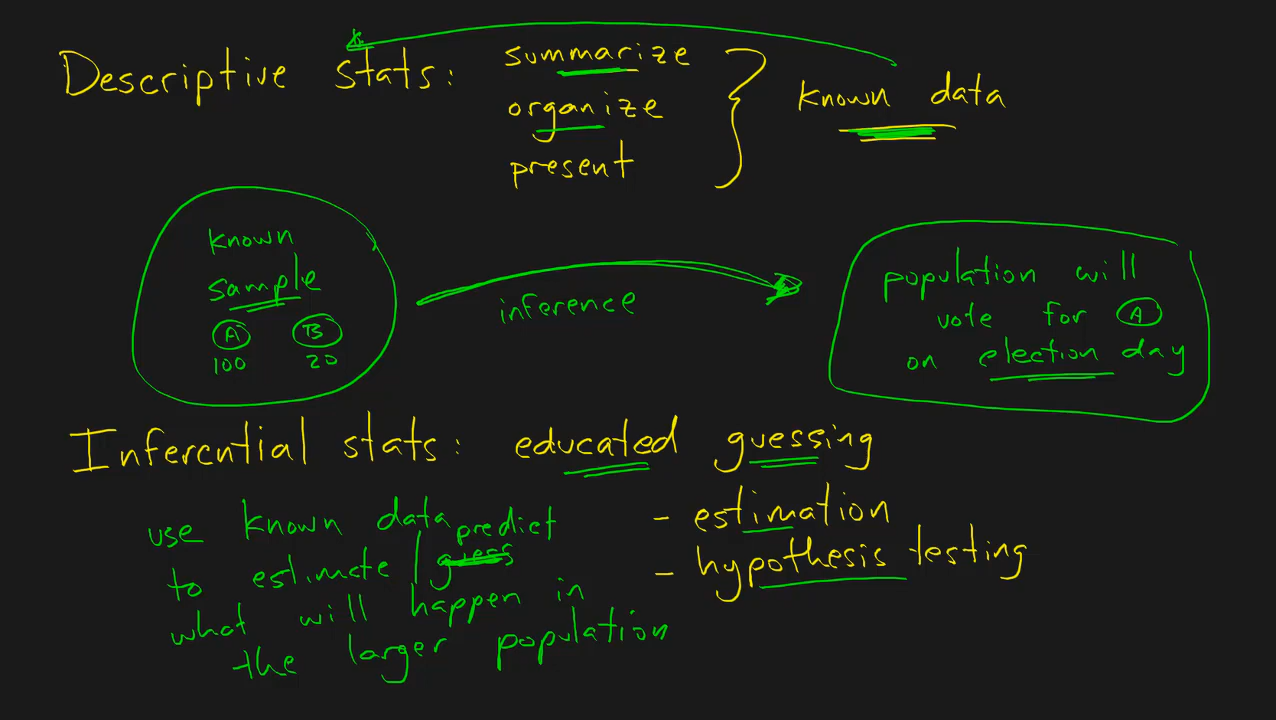 Descriptive stats: summarize
organize
present
known data
known
sample
A B
100 20
inference
population will
vote for A
on election day
Inferential stats: educated guessing
- estimation
- hypothesis testing
use known data
to estimate / predict
what will happen in
the larger population